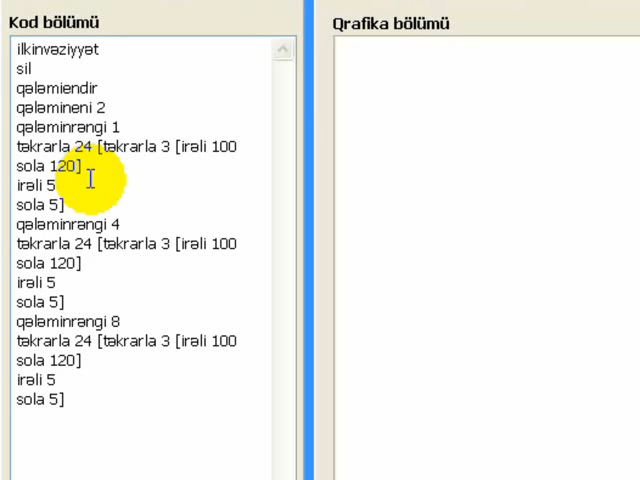 Kod bölümü
ilkinvəziyyət
sil
qələmiendir
qələmineni 2
qələminrəngi 1
təkrarla 24 [təkrarla 3 [irəli 100
sola 120]
irəli 5
sola 5]
qələminrəngi 4
təkrarla 24 [təkrarla 3 [irəli 100
sola 120]
irəli 5
sola 5]
qələminrəngi 8
təkrarla 24 [təkrarla 3 [irəli 100
sola 120]
irəli 5
sola 5]
Qrafika bölümü